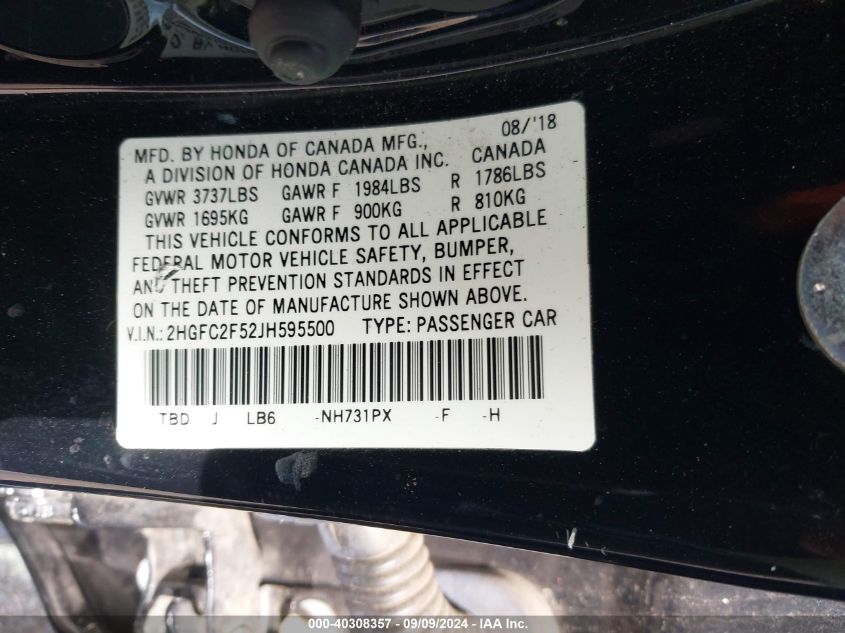 08/'18
MFD. BY HONDA OF CANADA MFG.,
A DIVISION OF HONDA CANADA INC. CANADA
GVWR 3737LBS GAWR F 1984LBS R 1786LBS
GVWR 1695KG GAWR F 900KG R 810KG
THIS VEHICLE CONFORMS TO ALL APPLICABLE
FEDERAL MOTOR VEHICLE SAFETY, BUMPER,
AND THEFT PREVENTION STANDARDS IN EFFECT
ON THE DATE OF MANUFACTURE SHOWN ABOVE.
V.I.N.:2HGFC2F52JH595500 TYPE: PASSENGER CAR
TBD J LB6 -NH731PX -F -H
000-40308357 - 09/09/2024 - IAA Inc.